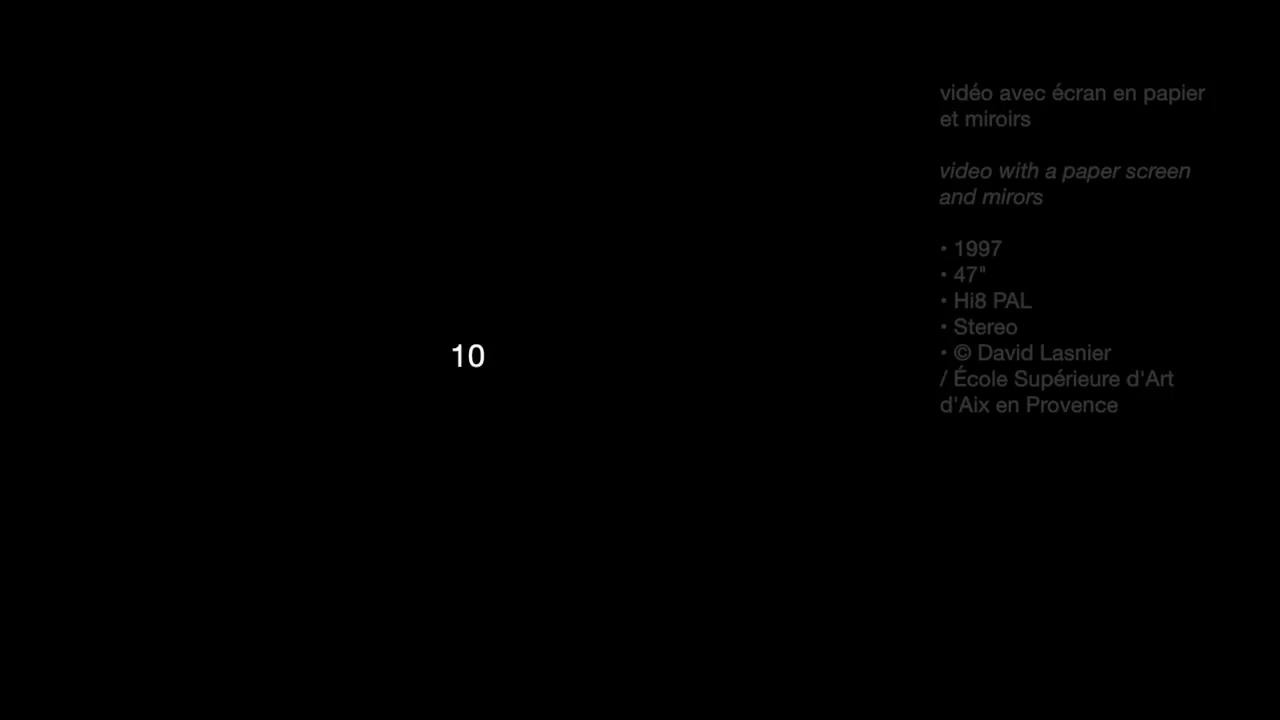 10
vidéo avec écran en papier
et miroirs
video with a paper screen
and mirors
• 1997
• 47"
• Hi8 PAL
• Stereo
• © David Lasnier
/ École Supérieure d'Art
d'Aix en Provence